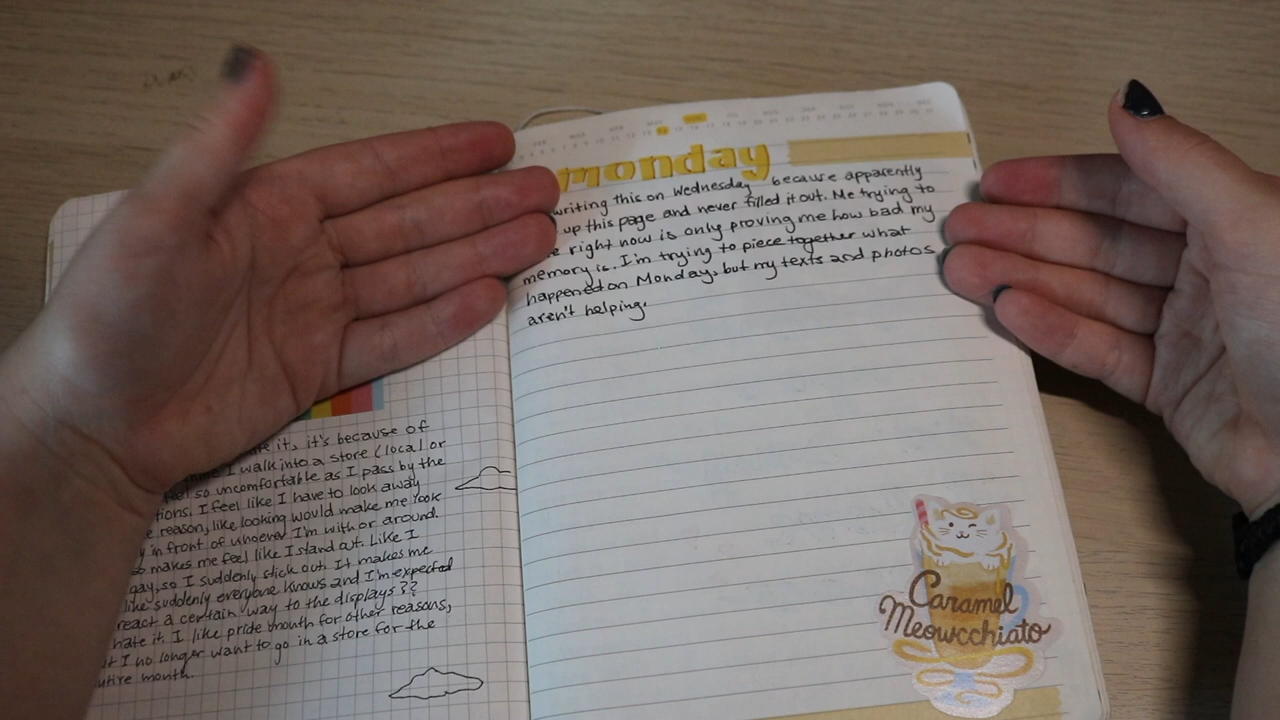 ...re it, it's because of
I walk into a store (local or
feel so uncomfortable as I pass by the
...tions. I feel like I have to look away
reason, like looking would make me look
in front of whoever I'm with or around.
makes me feel like I stand out. Like I
gay, so I suddenly stick out. It makes me
like suddenly everyone knows and I'm expected
react a certain way to the displays??
hate it. I like pride month for other reasons,
I no longer want to go in a store for the
entire month.
monday
writing this on Wednesday because apparently
up this page and never filled it out. Me trying to
right now is only proving me how bad my
memory is. I'm trying to piece together what
happened on Monday, but my texts and photos
aren't helping.
Caramel
Meowcchiato